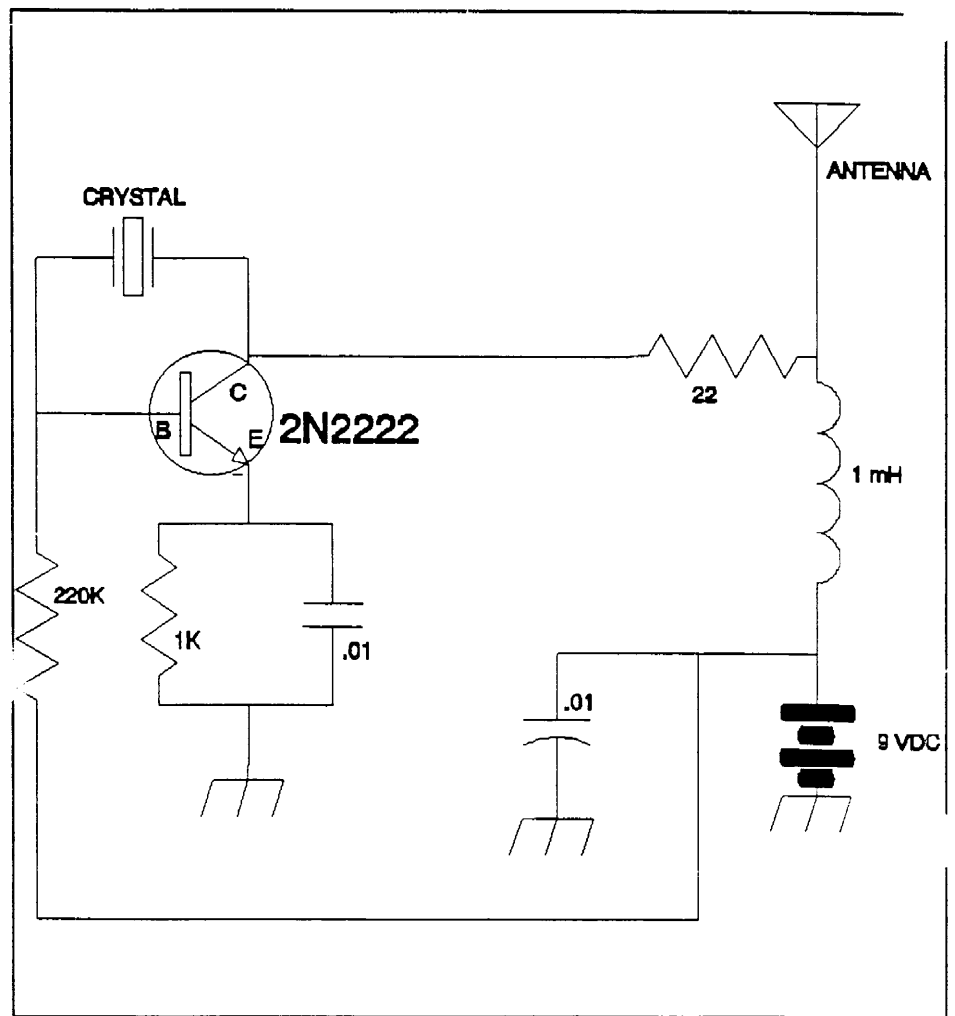 ANTENNA
CRYSTAL
C
22
B
E
2N2222
1 mH
220K
1K
.01
.01
9 VDC